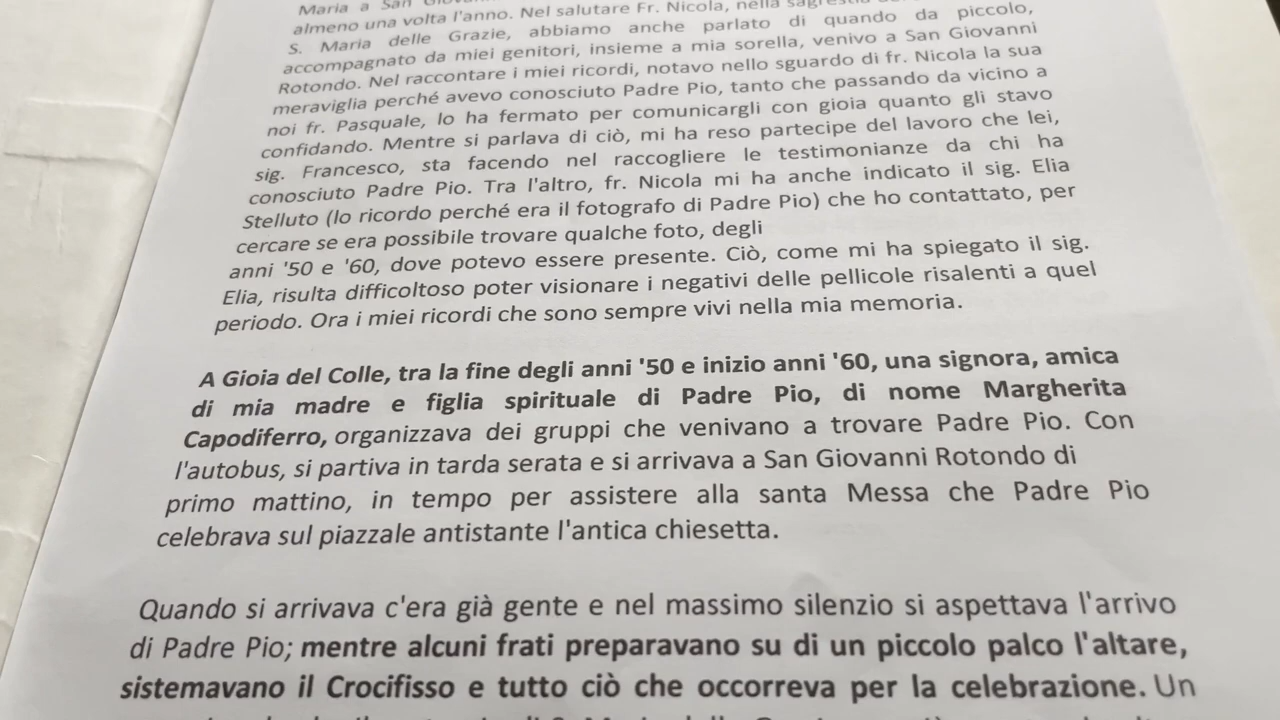 Maria a San
almeno una volta l'anno. Nel salutare Fr. Nicola, nella
S. Maria delle Grazie, abbiamo anche parlato di quando da piccolo,
accompagnato da miei genitori, insieme a mia sorella, venivo a San Giovanni
Rotondo. Nel raccontare i miei ricordi, notavo nello sguardo di fr. Nicola la sua
meraviglia perché avevo conosciuto Padre Pio, tanto che passando da vicino a
noi fr. Pasquale, lo ha fermato per comunicargli con gioia quanto gli stavo
confidando. Mentre si parlava di ciò, mi ha reso partecipe del lavoro che lei,
sig. Francesco, sta facendo nel raccogliere le testimonianze da chi ha
conosciuto Padre Pio. Tra l'altro, fr. Nicola mi ha anche indicato il sig. Elia
Stelluto (lo ricordo perché era il fotografo di Padre Pio) che ho contattato, per
cercare se era possibile trovare qualche foto, degli
anni '50 e '60, dove potevo essere presente. Ciò, come mi ha spiegato il sig.
Elia, risulta difficoltoso poter visionare i negativi delle pellicole risalenti a quel
periodo. Ora i miei ricordi che sono sempre vivi nella mia memoria.
A Gioia del Colle, tra la fine degli anni '50 e inizio anni '60, una signora, amica
di mia madre e figlia spirituale di Padre Pio, di nome Margherita
Capodiferro, organizzava dei gruppi che venivano a trovare Padre Pio. Con
l'autobus, si partiva in tarda serata e si arrivava a San Giovanni Rotondo di
primo mattino, in tempo per assistere alla santa Messa che Padre Pio
celebrava sul piazzale antistante l'antica chiesetta.
Quando si arrivava c'era già gente e nel massimo silenzio si aspettava l'arrivo
di Padre Pio; mentre alcuni frati preparavano su di un piccolo palco l'altare,
sistemavano il Crocifisso e tutto ciò che occorreva per la celebrazione. Un